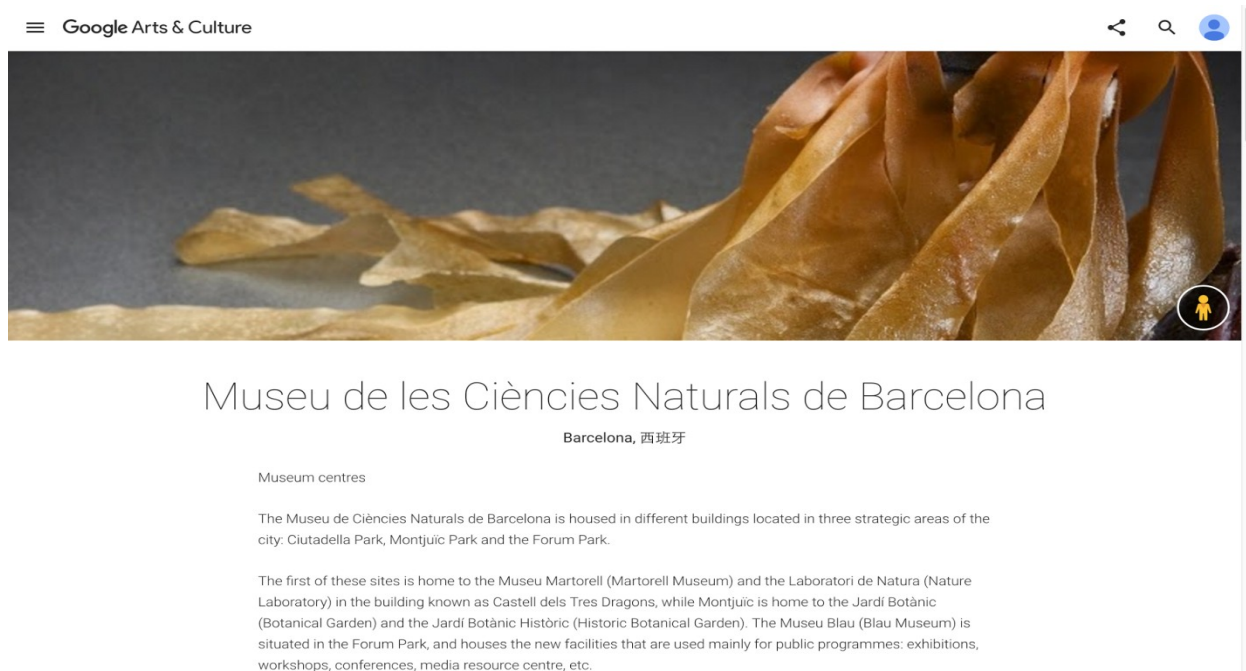 Google Arts & Culture
Museu de les Ciències Naturals de Barcelona
Barcelona, 西班牙
Museum centres
The Museu de Ciències Naturals de Barcelona is housed in different buildings located in three strategic areas of the
city: Ciutadella Park, Montjuïc Park and the Forum Park.
The first of these sites is home to the Museu Martorell (Martorell Museum) and the Laboratori de Natura (Nature
Laboratory) in the building known as Castell dels Tres Dragons, while Montjuïc is home to the Jardí Botànic
(Botanical Garden) and the Jardí Botànic Històric (Historic Botanical Garden). The Museu Blau (Blau Museum) is
situated in the Forum Park, and houses the new facilities that are used mainly for public programmes: exhibitions,
workshops, conferences, media resource centre, etc.